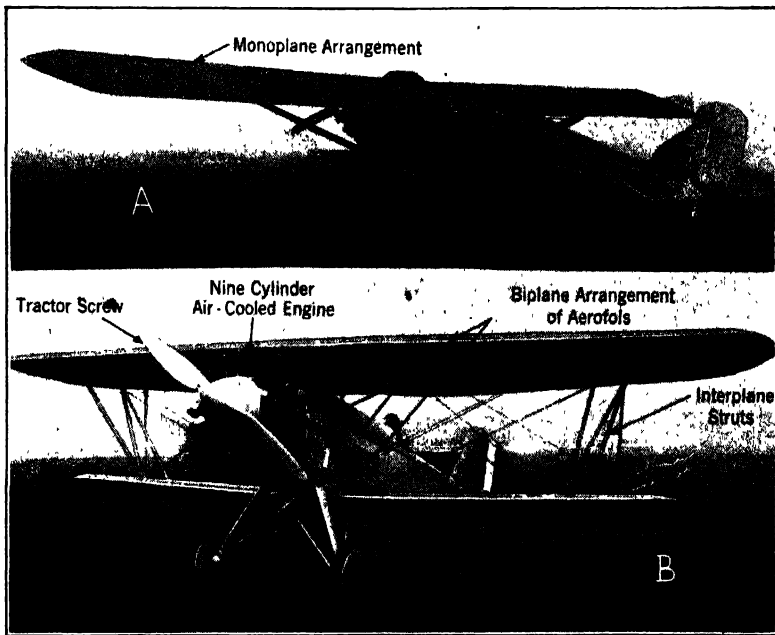 Monoplane Arrangement
A
Nine Cylinder
Air-Cooled Engine
Tractor Screw
Biplane Arrangement
of Aerofols
Interplane
Struts
B